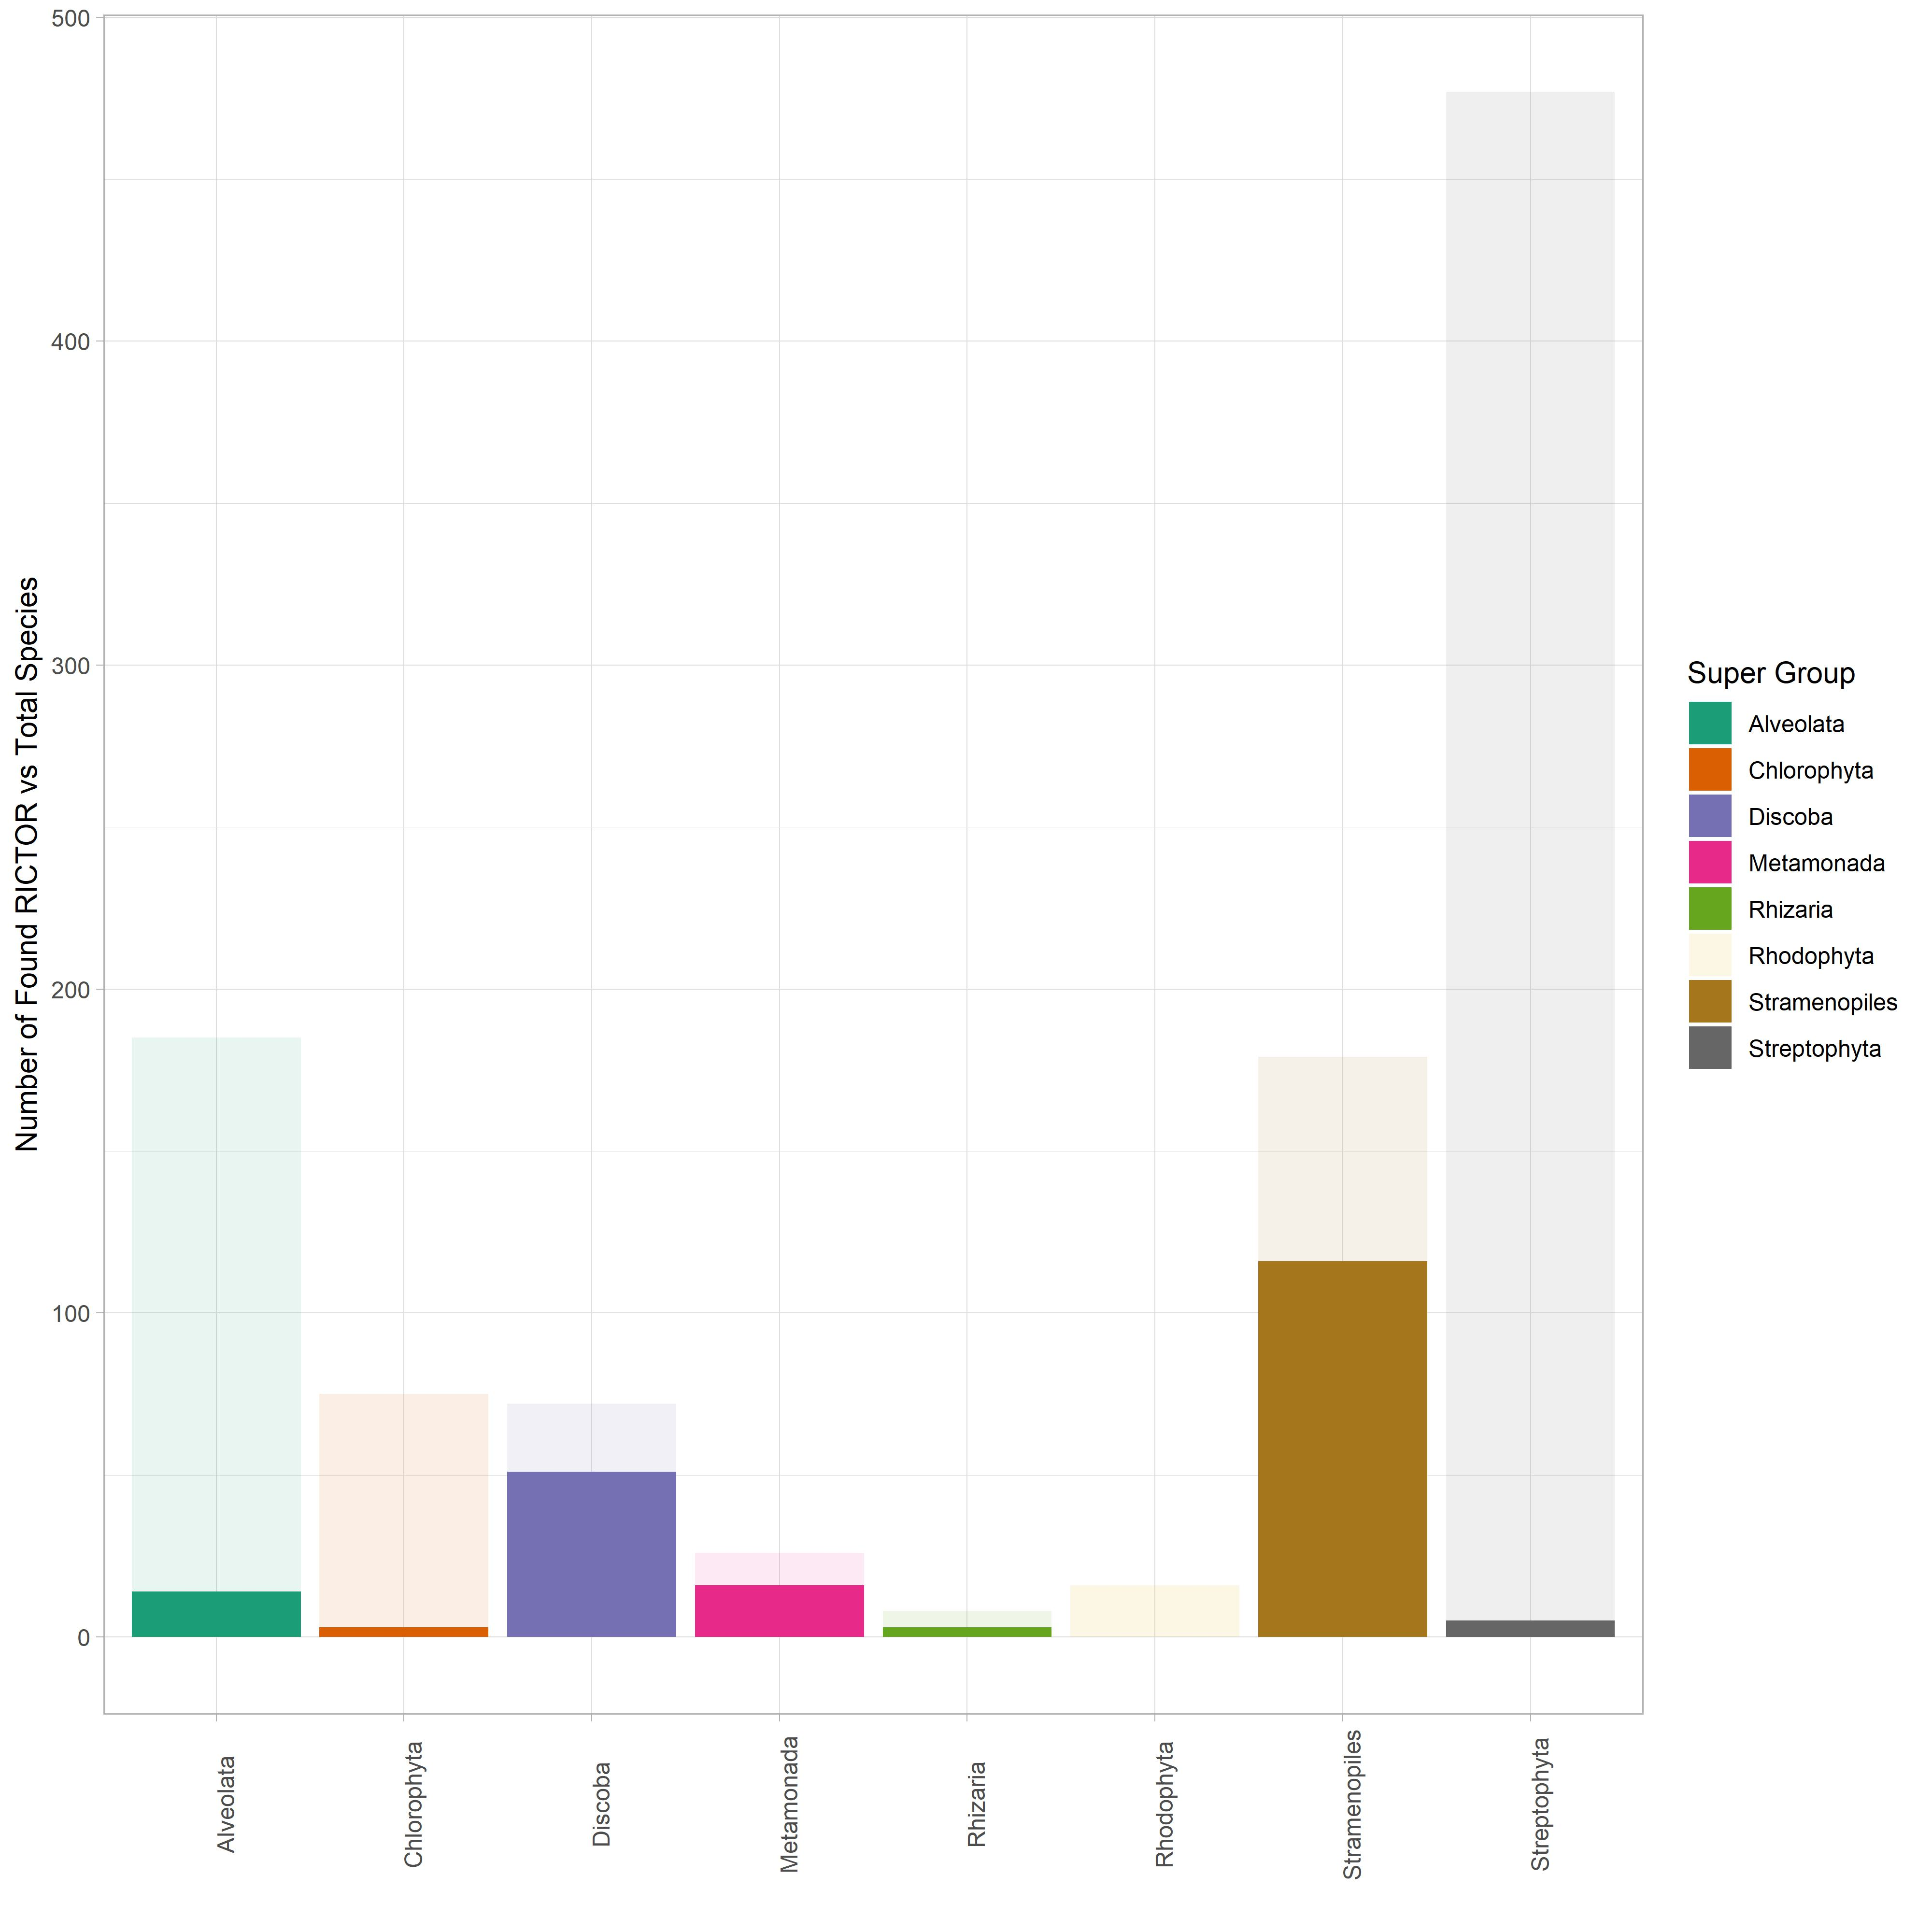 Number of Found RICTOR vs Total Species
500
400
300
200
100
0
Alveolata
Chlorophyta
Discoba
Metamonada
Rhizaria
Rhodophyta
Stramenopiles
Streptophyta
Super Group
Alveolata
Chlorophyta
Discoba
Metamonada
Rhizaria
Rhodophyta
Stramenopiles
Streptophyta